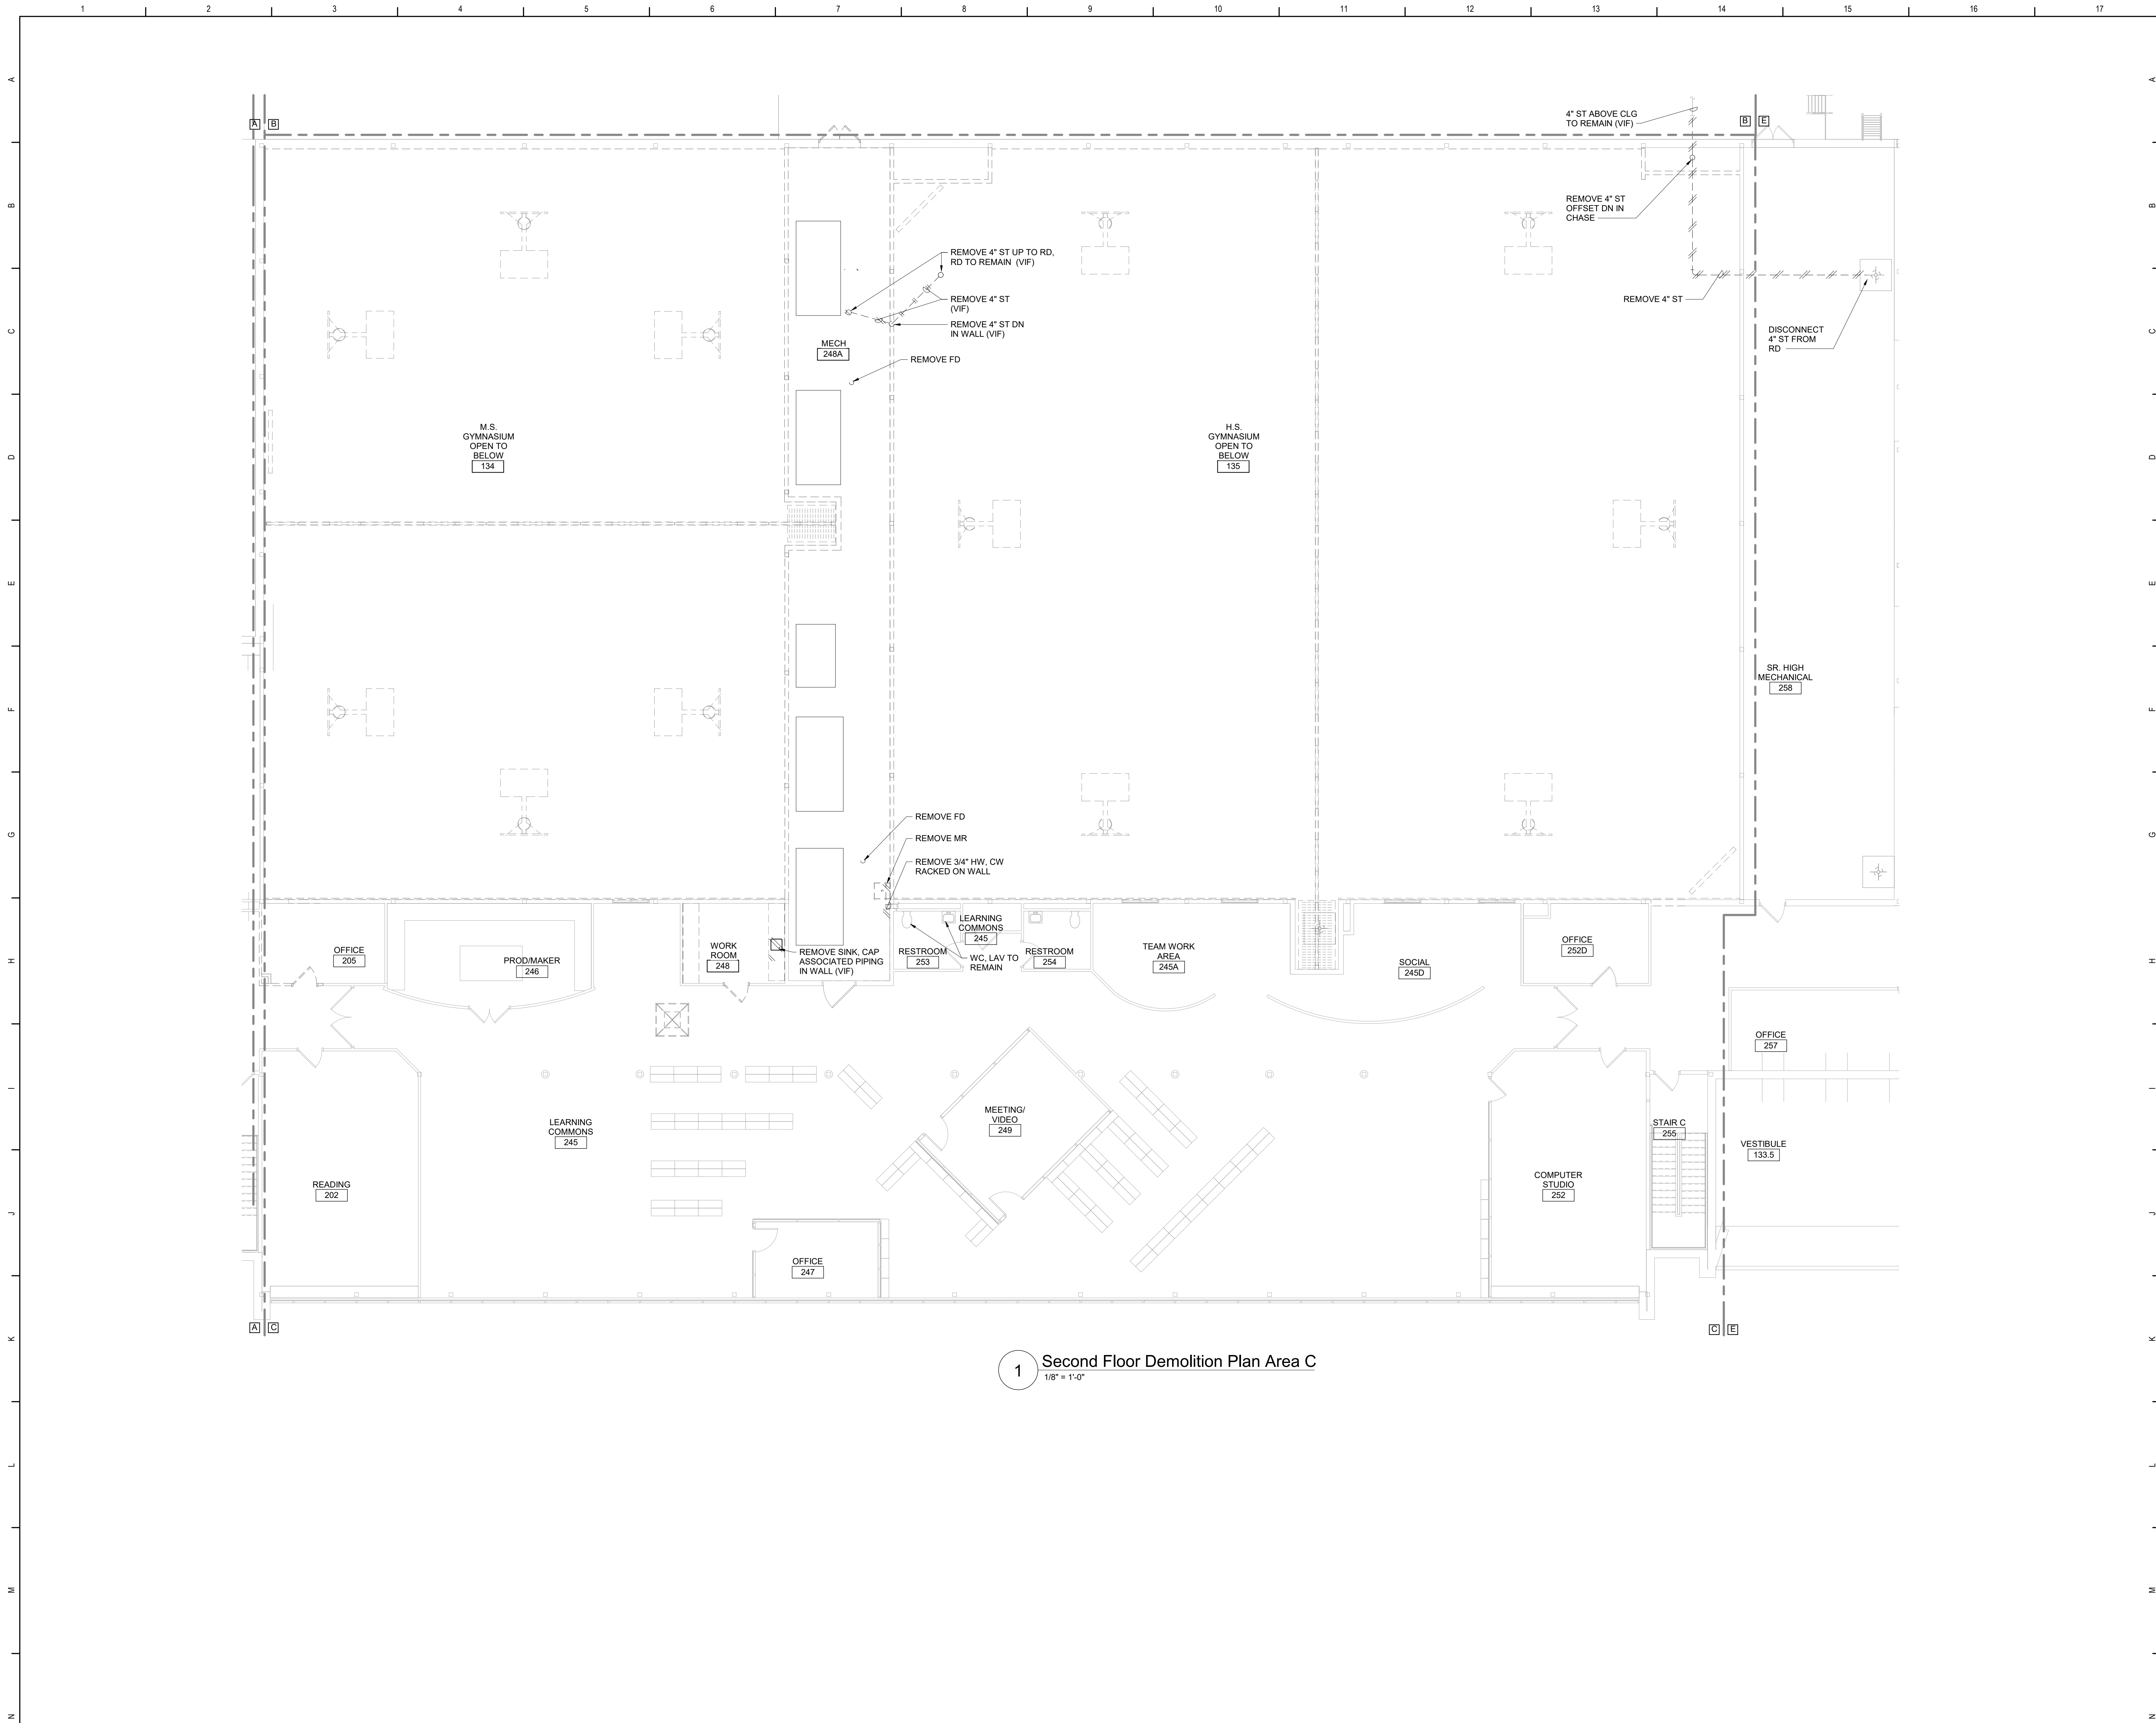 1 2 3 4 5 6 7 8 9 10 11 12 13 14 15 16 17
A
B
C
D
E
F
G
H
I
J
K
L
M
N
A
B
C
D
E
F
G
H
I
J
K
L
M
N
A B
B E
4" ST ABOVE CLG
TO REMAIN (VIF)
REMOVE 4" ST
OFFSET DN IN
CHASE
REMOVE 4" ST UP TO RD,
RD TO REMAIN (VIF)
REMOVE 4" ST
(VIF)
REMOVE 4" ST DN
IN WALL (VIF)
REMOVE 4" ST
DISCONNECT
4" ST FROM
RD
MECH
248A
REMOVE FD
M.S.
GYMNASIUM
OPEN TO
BELOW
134
H.S.
GYMNASIUM
OPEN TO
BELOW
135
SR. HIGH
MECHANICAL
258
REMOVE FD
REMOVE MR
REMOVE 3/4" HW, CW
RACKED ON WALL
OFFICE
205
PROD/MAKER
246
WORK
ROOM
248
REMOVE SINK, CAP
ASSOCIATED PIPING
IN WALL (VIF)
RESTROOM
253
LEARNING
COMMONS
245
WC, LAV TO
REMAIN
RESTROOM
254
TEAM WORK
AREA
245A
SOCIAL
245D
OFFICE
252D
OFFICE
257
LEARNING
COMMONS
245
MEETING/
VIDEO
249
STAIR C
255
VESTIBULE
133.5
READING
202
COMPUTER
STUDIO
252
OFFICE
247
A C
C E
1
Second Floor Demolition Plan Area C
1/8" = 1'-0"